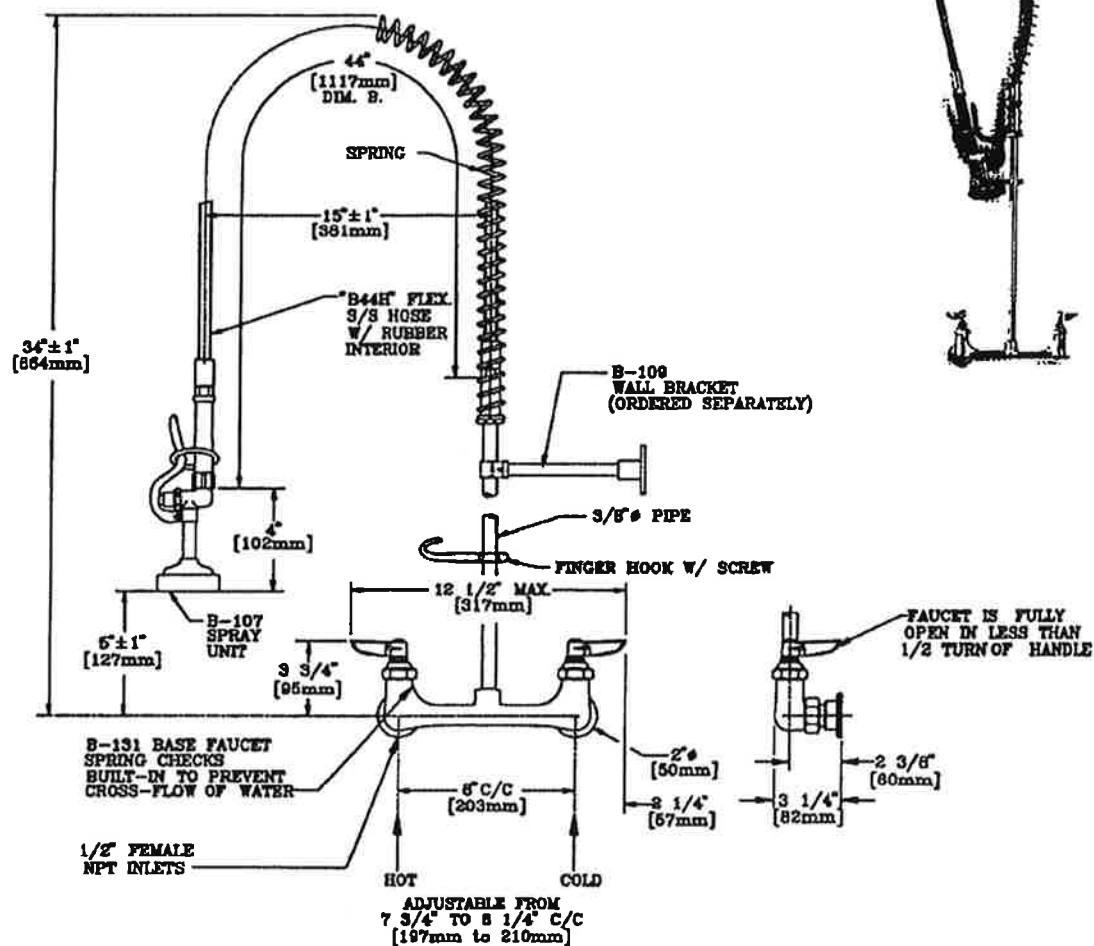 44"
[1117mm]
DIM. B.
SPRING
15"±1"
[381mm]
"B44H" FLEX.
S/S HOSE
W/ RUBBER
INTERIOR
34"±1"
[864mm]
B-109
WALL BRACKET
(ORDERED SEPARATELY)
3/8"ø PIPE
4"
[102mm]
FINGER HOOK W/ SCREW
12 1/2" MAX.
[317mm]
B-107
SPRAY
UNIT
5"±1"
[127mm]
3 3/4"
[95mm]
FAUCET IS FULLY
OPEN IN LESS THAN
1/2 TURN OF HANDLE
B-131 BASE FAUCET
SPRING CHECKS
BUILT-IN TO PREVENT
CROSS-FLOW OF WATER
2"ø
[50mm]
2 3/8"
[60mm]
8" C/C
[203mm]
2 1/4"
[57mm]
3 1/4"
[82mm]
1/2" FEMALE
NPT INLETS
HOT
COLD
ADJUSTABLE FROM
7 3/4" TO 8 1/4" C/C
[197mm to 210mm]